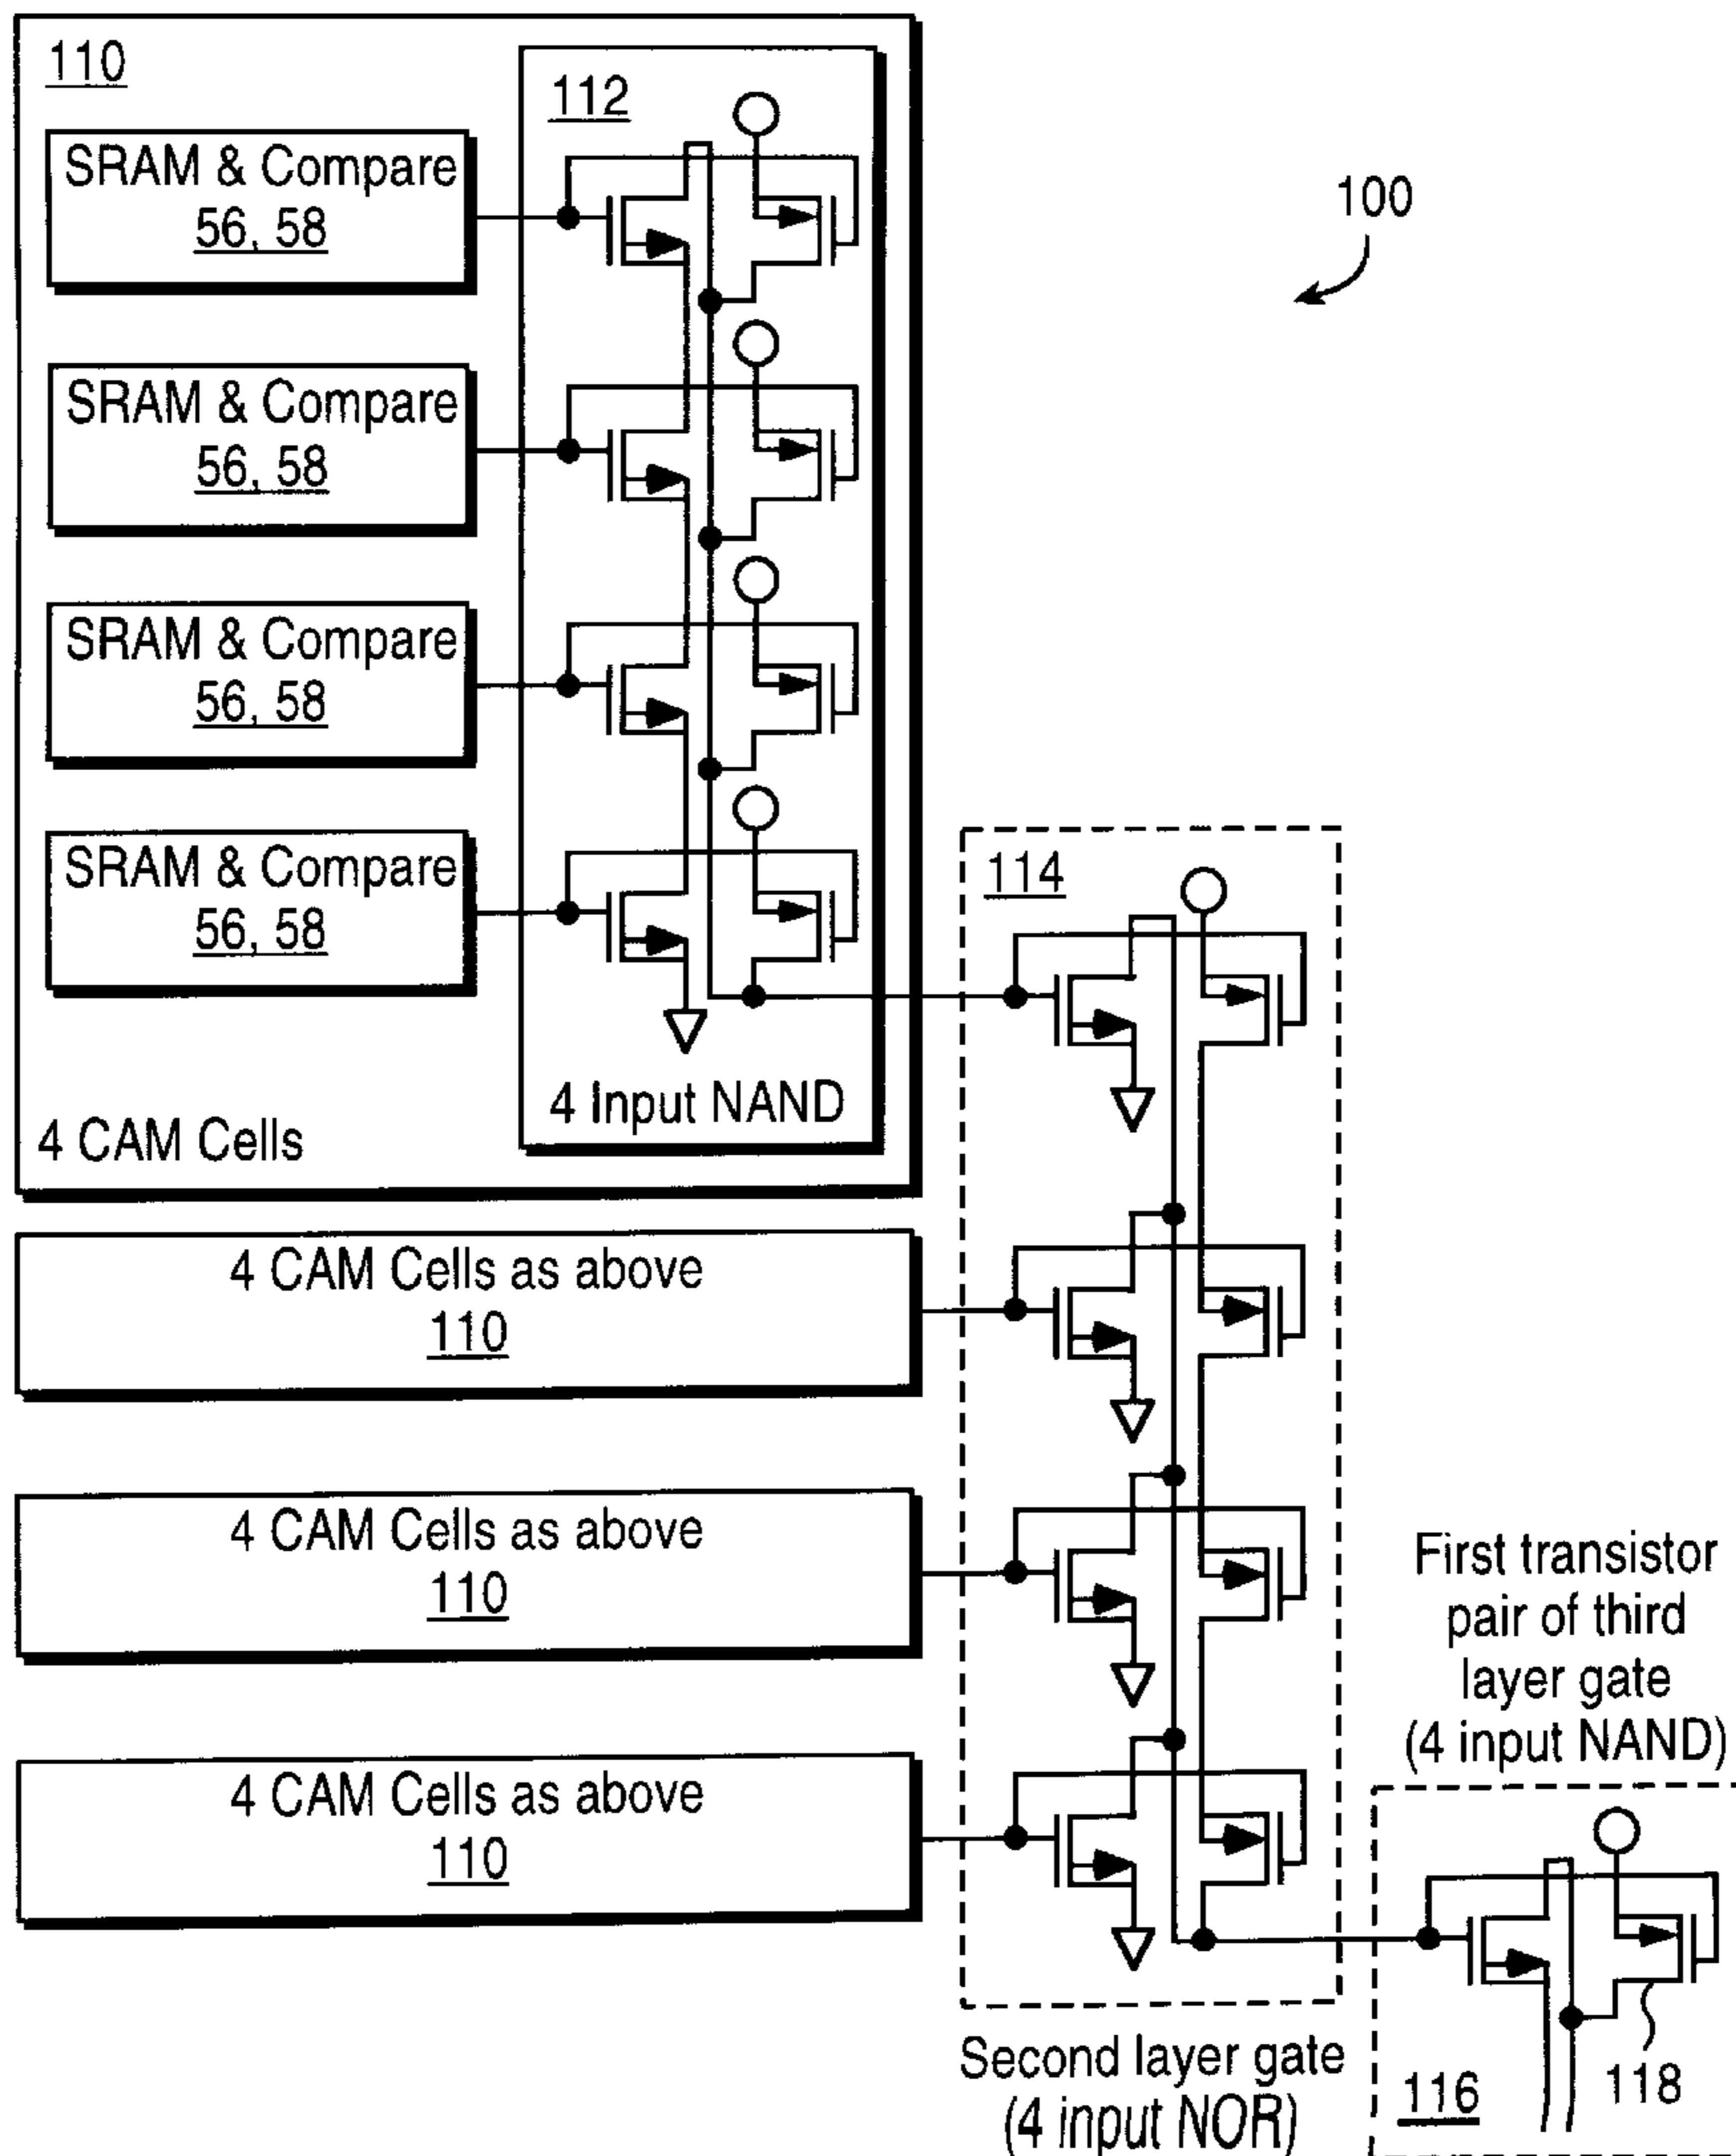 110
112
SRAM & Compare
56, 58
SRAM & Compare
56, 58
SRAM & Compare
56, 58
SRAM & Compare
56, 58
4 Input NAND
4 CAM Cells
100
114
4 CAM Cells as above
110
4 CAM Cells as above
110
4 CAM Cells as above
110
Second layer gate
(4 input NOR)
First transistor
pair of third
layer gate
(4 input NAND)
116
118